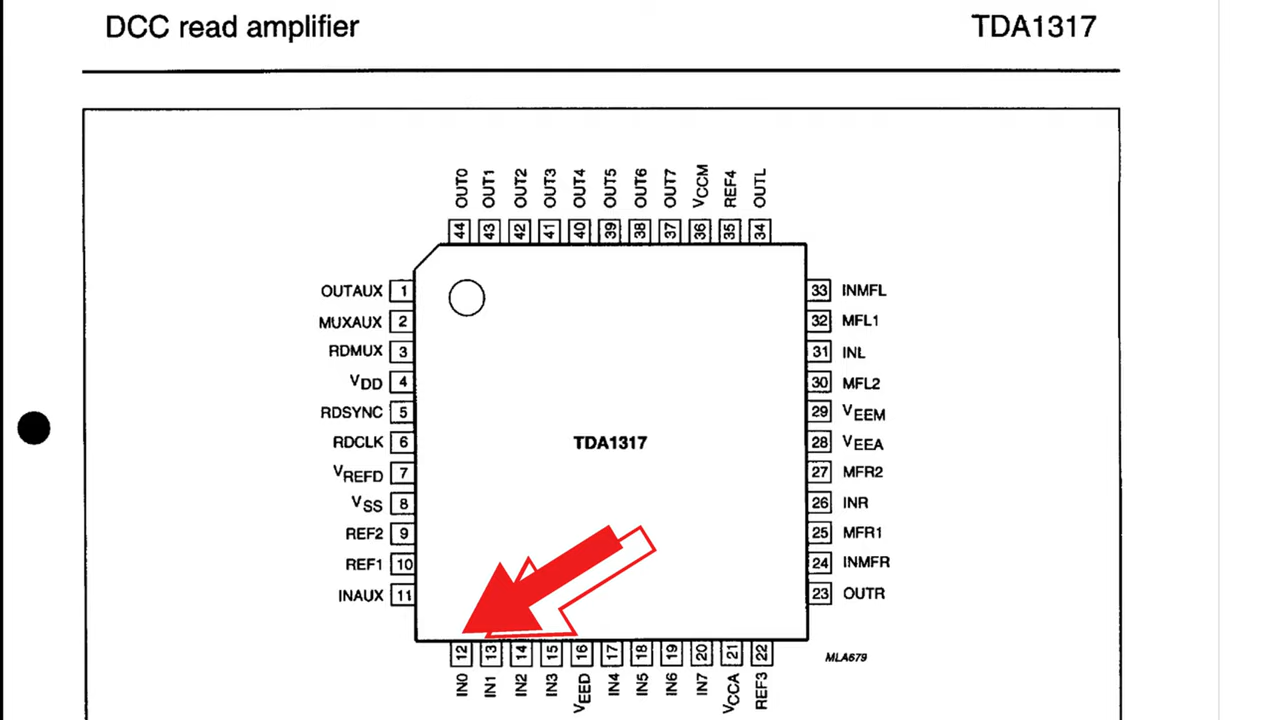 DCC read amplifier TDA1317
OUT0 OUT1 OUT2 OUT3 OUT4 OUT5 OUT6 OUT7 VCCM REF4 OUTL
44 43 42 41 40 39 38 37 36 35 34
OUTAUX 1 33 INMFL
MUXAUX 2 32 MFL1
RDMUX 3 31 INL
VDD 4 30 MFL2
RDSYNC 5 29 VEEM
RDCLK 6 TDA1317 28 VEEA
VREFD 7 27 MFR2
VSS 8 26 INR
REF2 9 25 MFR1
REF1 10 24 INMFR
INAUX 11 23 OUTR
12 13 14 15 16 17 18 19 20 21 22 MLA679
IN0 IN1 IN2 IN3 VEED IN4 IN5 IN6 IN7 VCCA REF3